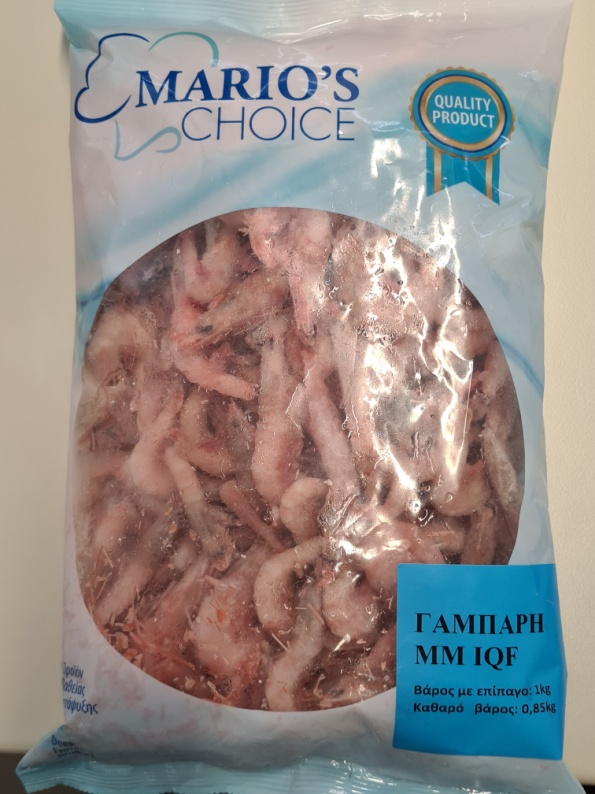 MARIO'S
CHOICE
QUALITY
PRODUCT
ΓΑΜΠΑΡΗ
MM IQF
Βάρος με επίπαγο: 1kg
Καθαρό βάρος: 0,85kg